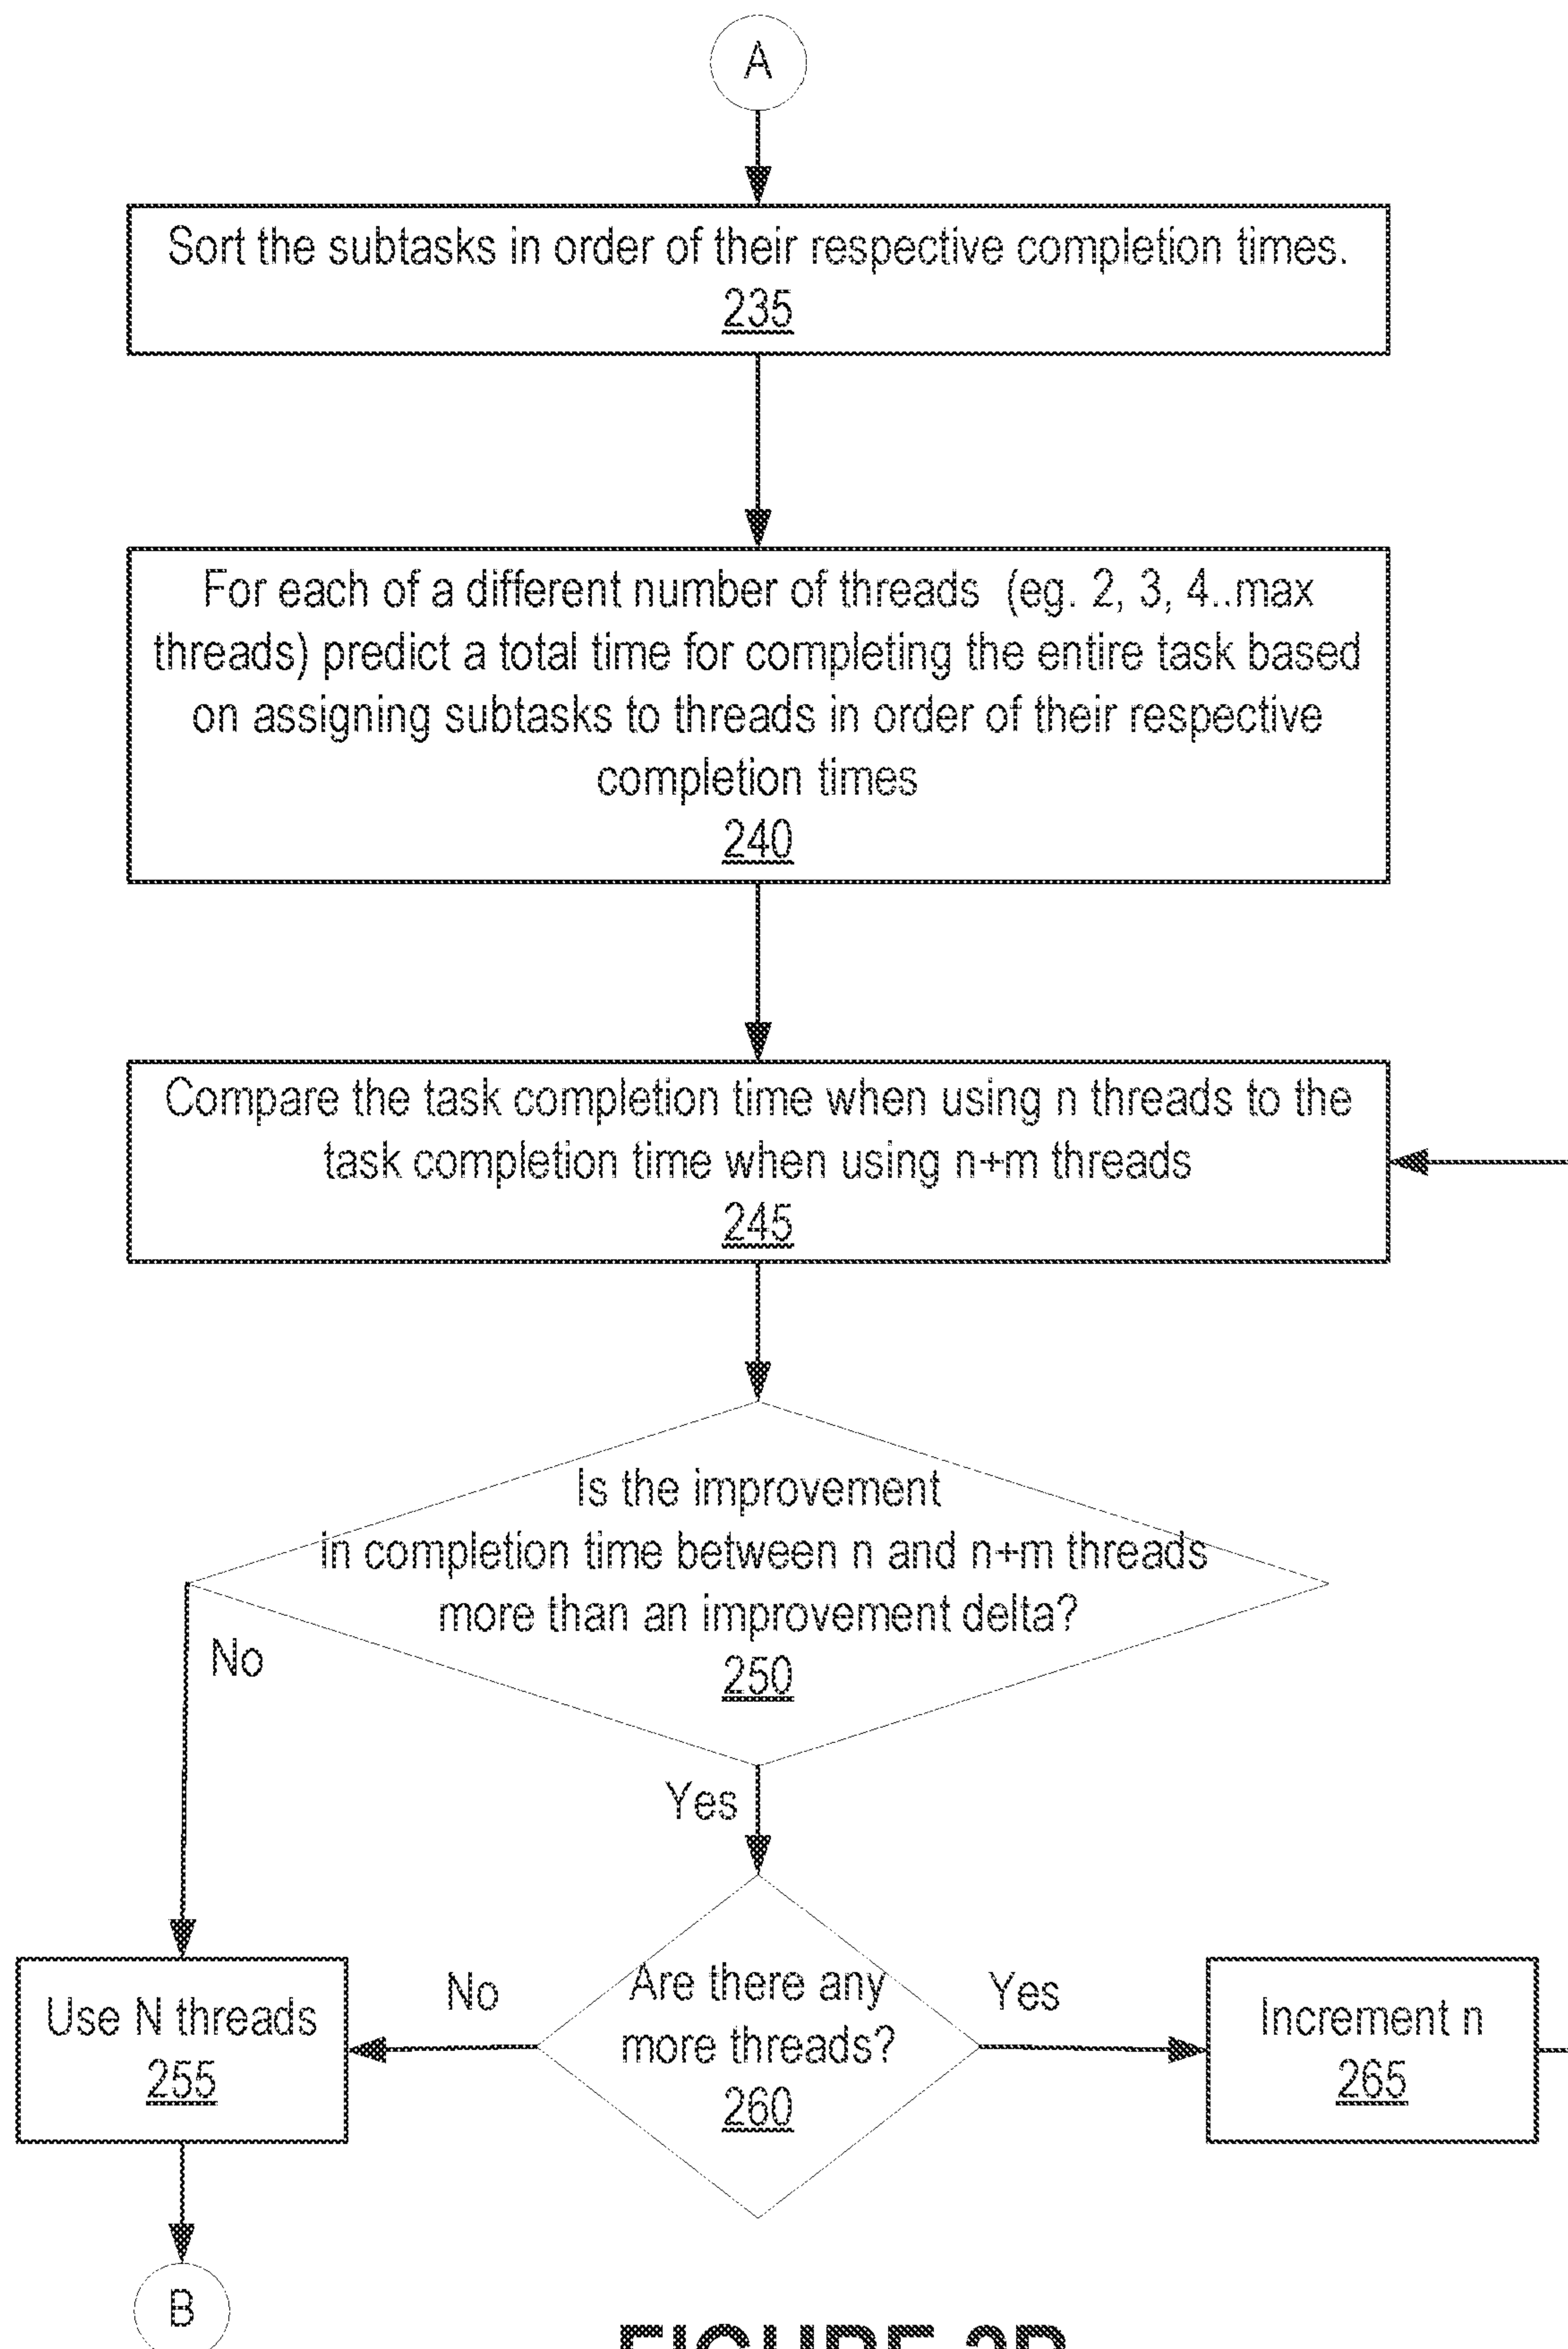 A
Sort the subtasks in order of their respective completion times.
235
For each of a different number of threads (eg. 2, 3, 4..max
threads) predict a total time for completing the entire task based
on assigning subtasks to threads in order of their respective
completion times
240
Compare the task completion time when using n threads to the
task completion time when using n+m threads
245
Is the improvement
in completion time between n and n+m threads
more than an improvement delta?
250
No
Yes
Use N threads
255
No
Are there any
more threads?
260
Yes
Increment n
265
B
FIGURE